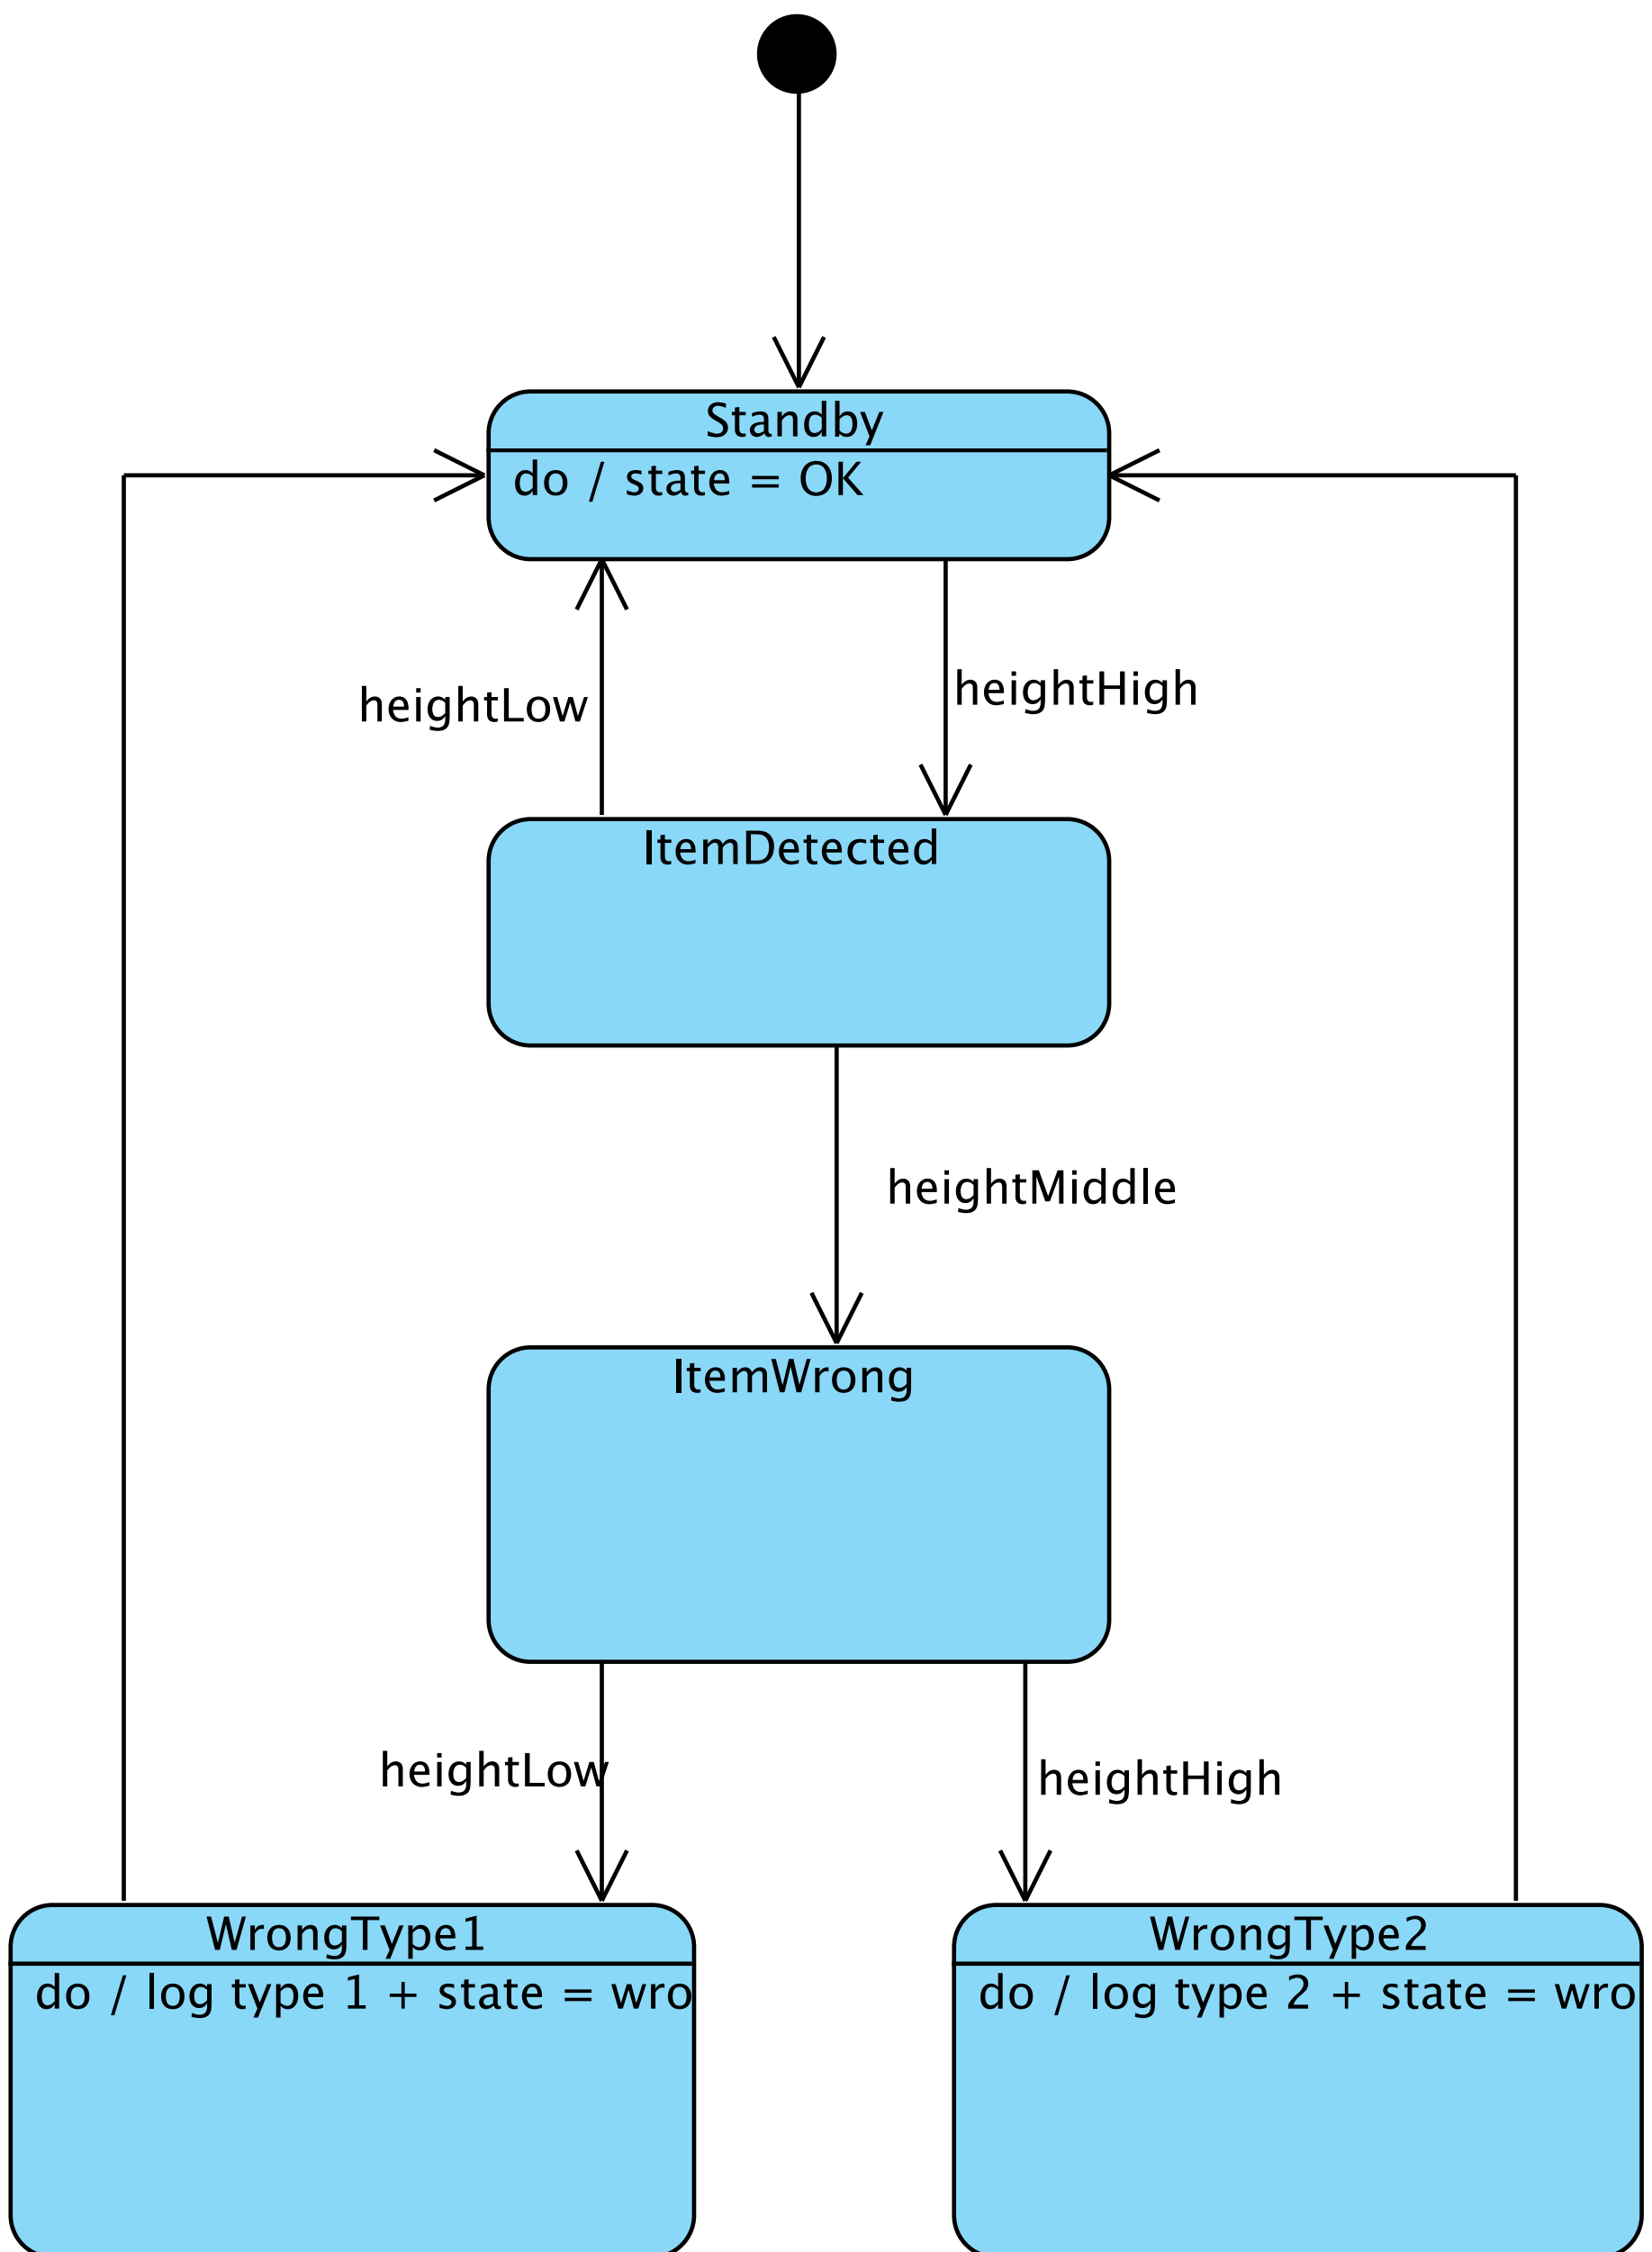 Standby
do / state = OK
heightLow
heightHigh
ItemDetected
heightMiddle
ItemWrong
heightLow
heightHigh
WrongType1
do / log type 1 + state = wro
WrongType2
do / log type 2 + state = wro